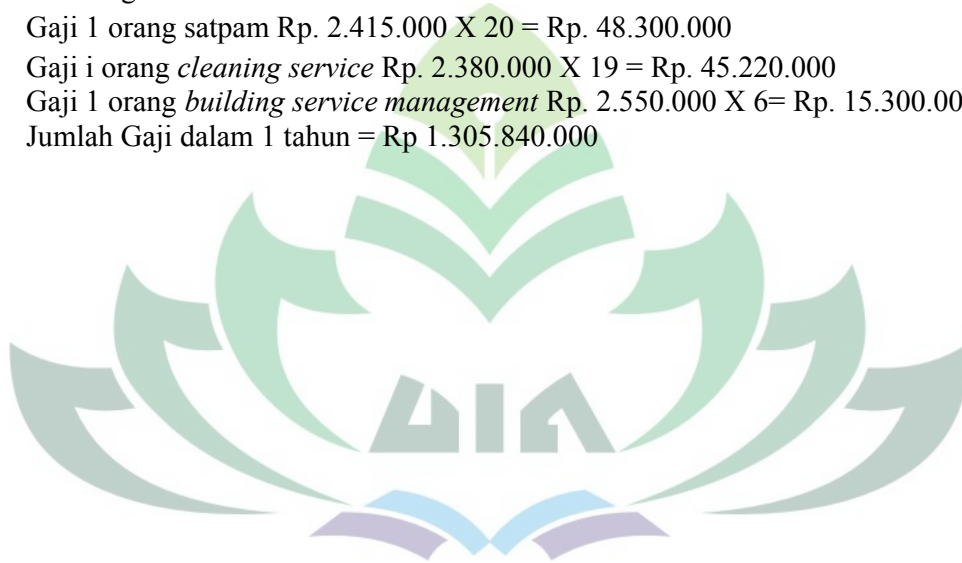 Gaji 1 orang satpam Rp. 2.415.000 X 20 = Rp. 48.300.000
Gaji i orang cleaning service Rp. 2.380.000 X 19 = Rp. 45.220.000
Gaji 1 orang building service management Rp. 2.550.000 X 6= Rp. 15.300.00
Jumlah Gaji dalam 1 tahun = Rp 1.305.840.000
UIN